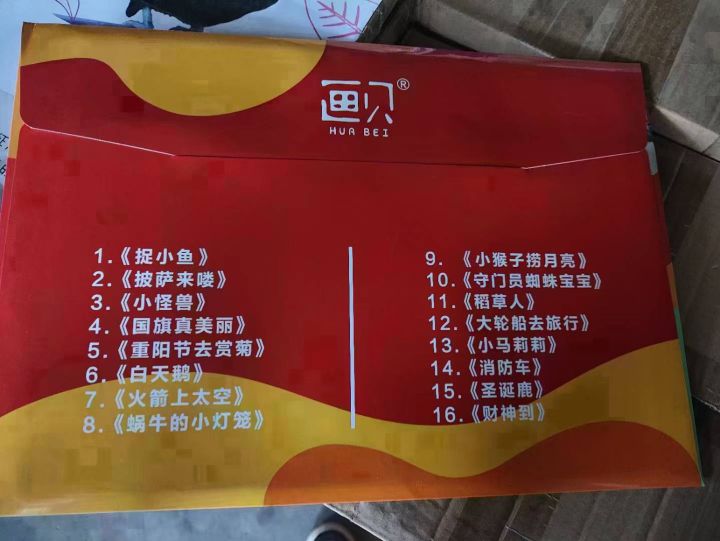 画贝®
HUA BEI
1.《捉小鱼》
2.《披萨来喽》
3.《小怪兽》
4.《国旗真美丽》
5.《重阳节去赏菊》
6.《白天鹅》
7.《火箭上太空》
8.《蜗牛的小灯笼》
9. 《小猴子捞月亮》
10.《守门员蜘蛛宝宝》
11.《稻草人》
12.《大轮船去旅行》
13.《小马莉莉》
14.《消防车》
15.《圣诞鹿》
16.《财神到》